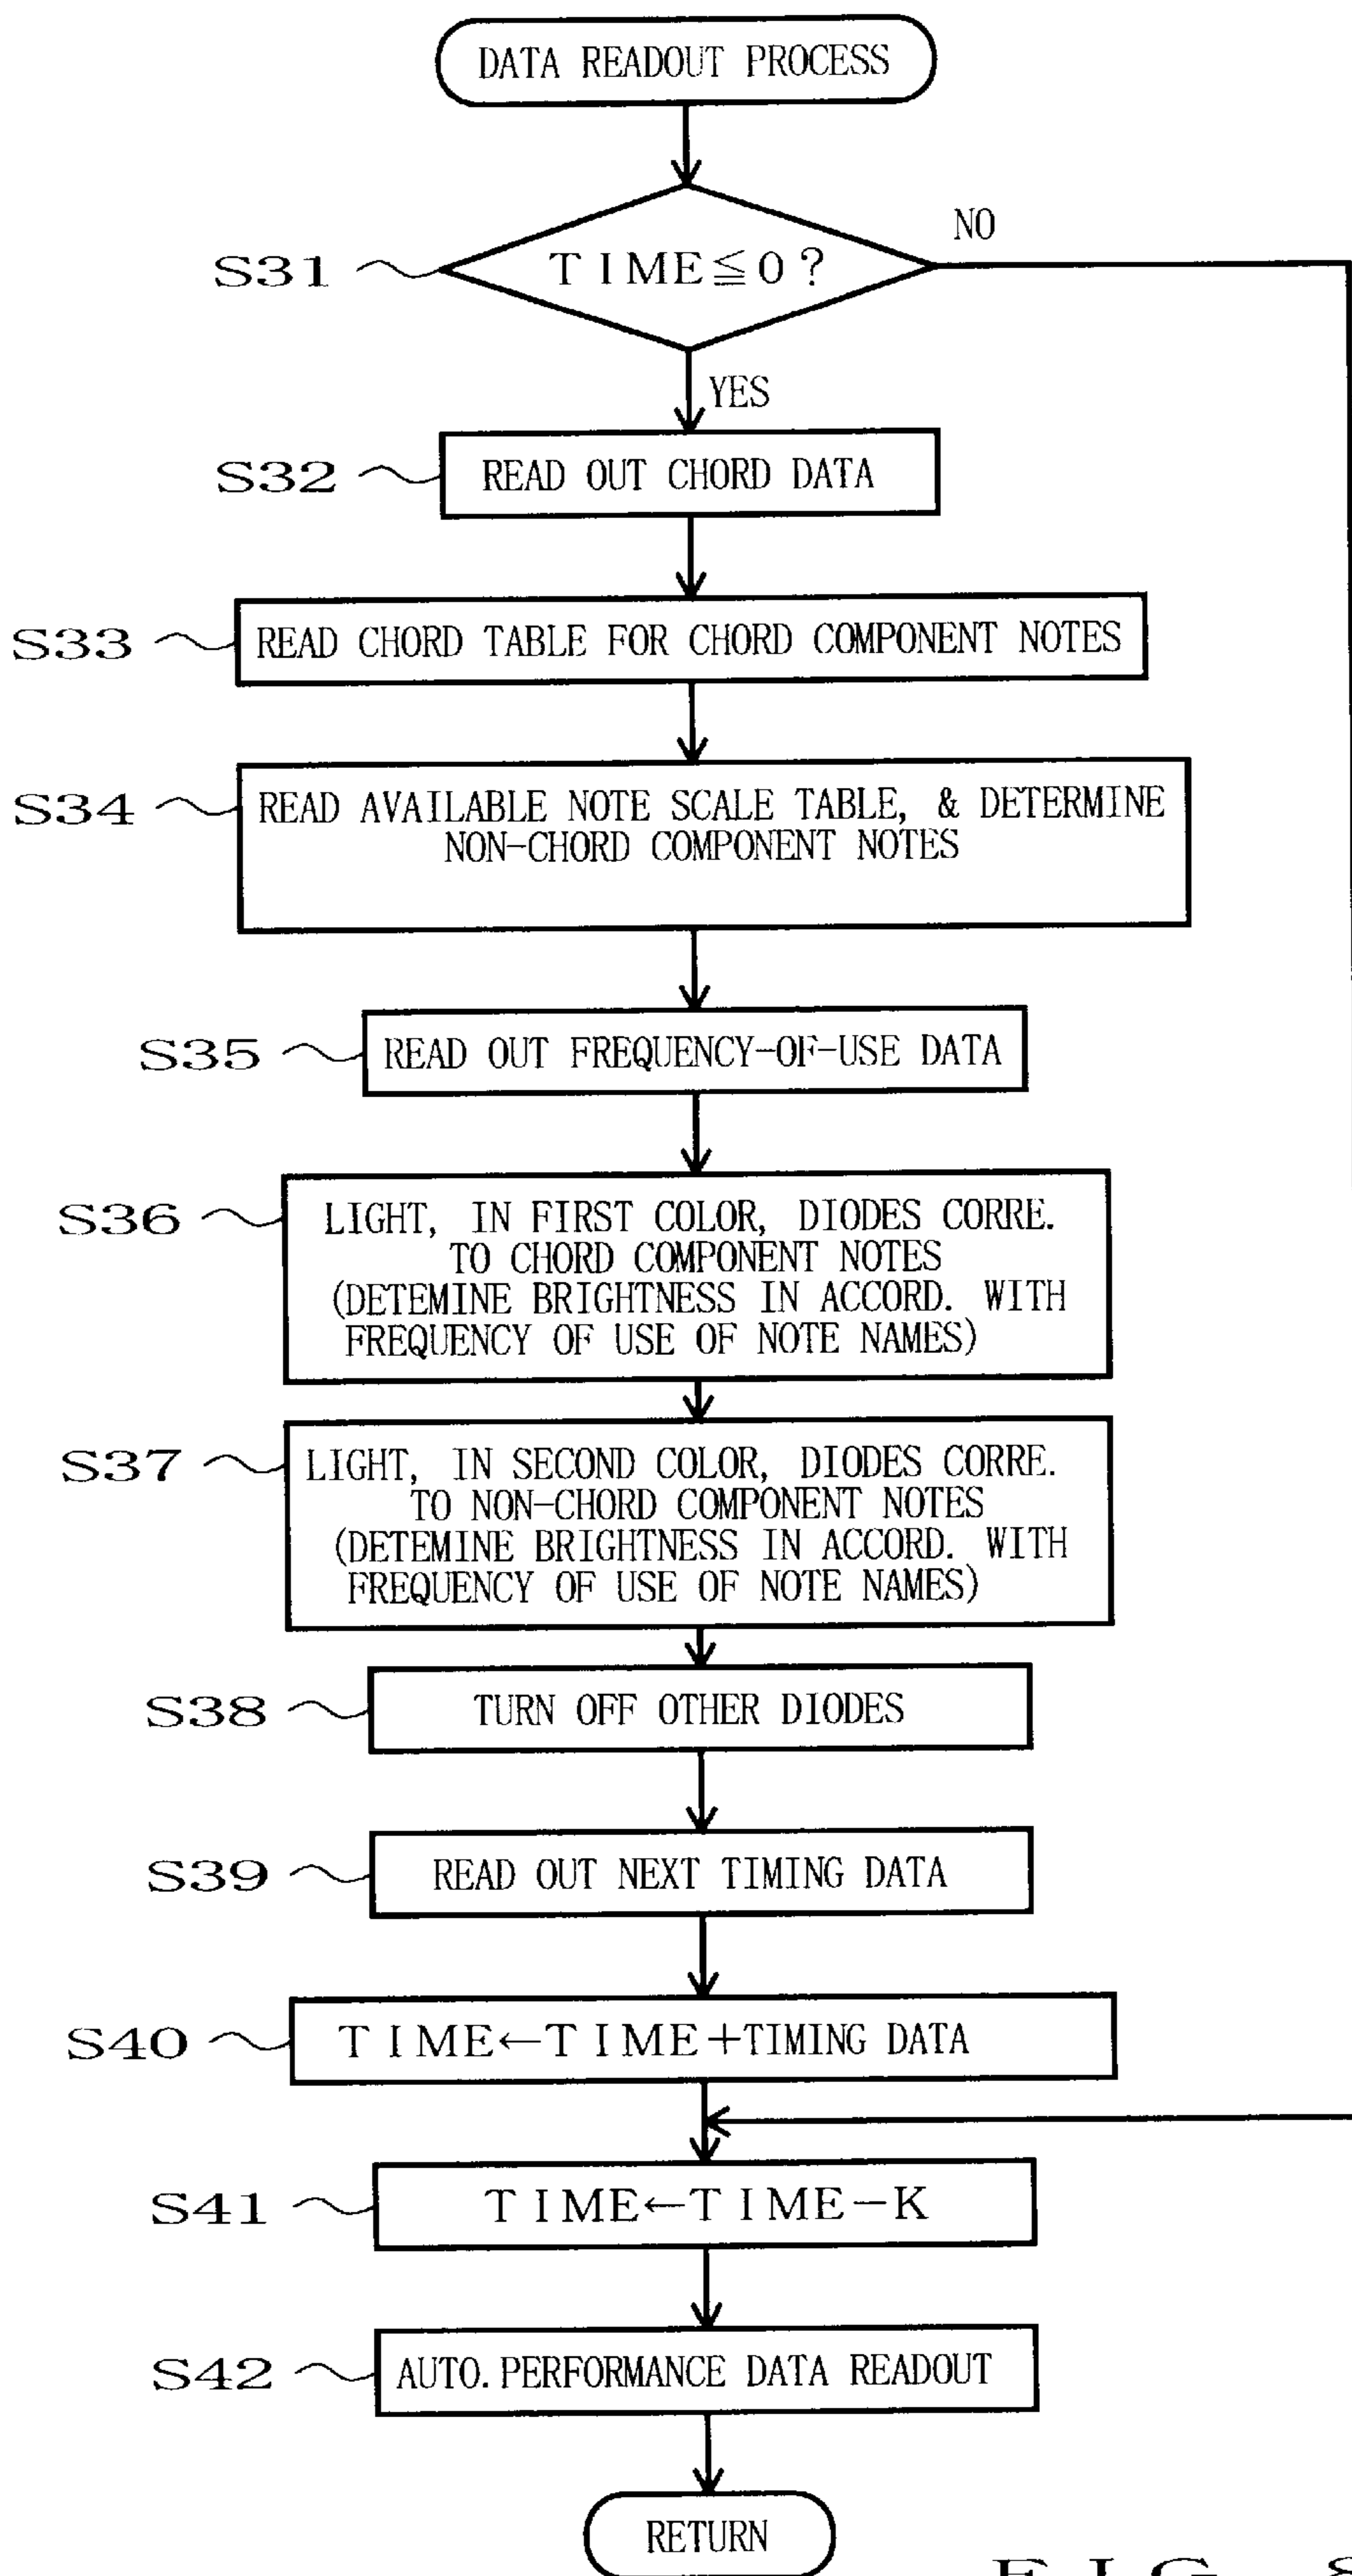 DATA READOUT PROCESS
NO
S31
TIME≦0?
YES
S32
READ OUT CHORD DATA
S33
READ CHORD TABLE FOR CHORD COMPONENT NOTES
S34
READ AVAILABLE NOTE SCALE TABLE, & DETERMINE
NON-CHORD COMPONENT NOTES
S35
READ OUT FREQUENCY-OF-USE DATA
S36
LIGHT, IN FIRST COLOR, DIODES CORRE.
TO CHORD COMPONENT NOTES
(DETEMINE BRIGHTNESS IN ACCORD. WITH
FREQUENCY OF USE OF NOTE NAMES)
S37
LIGHT, IN SECOND COLOR, DIODES CORRE.
TO NON-CHORD COMPONENT NOTES
(DETEMINE BRIGHTNESS IN ACCORD. WITH
FREQUENCY OF USE OF NOTE NAMES)
S38
TURN OFF OTHER DIODES
S39
READ OUT NEXT TIMING DATA
S40
TIME←TIME+TIMING DATA
S41
TIME←TIME−K
S42
AUTO.PERFORMANCE DATA READOUT
RETURN